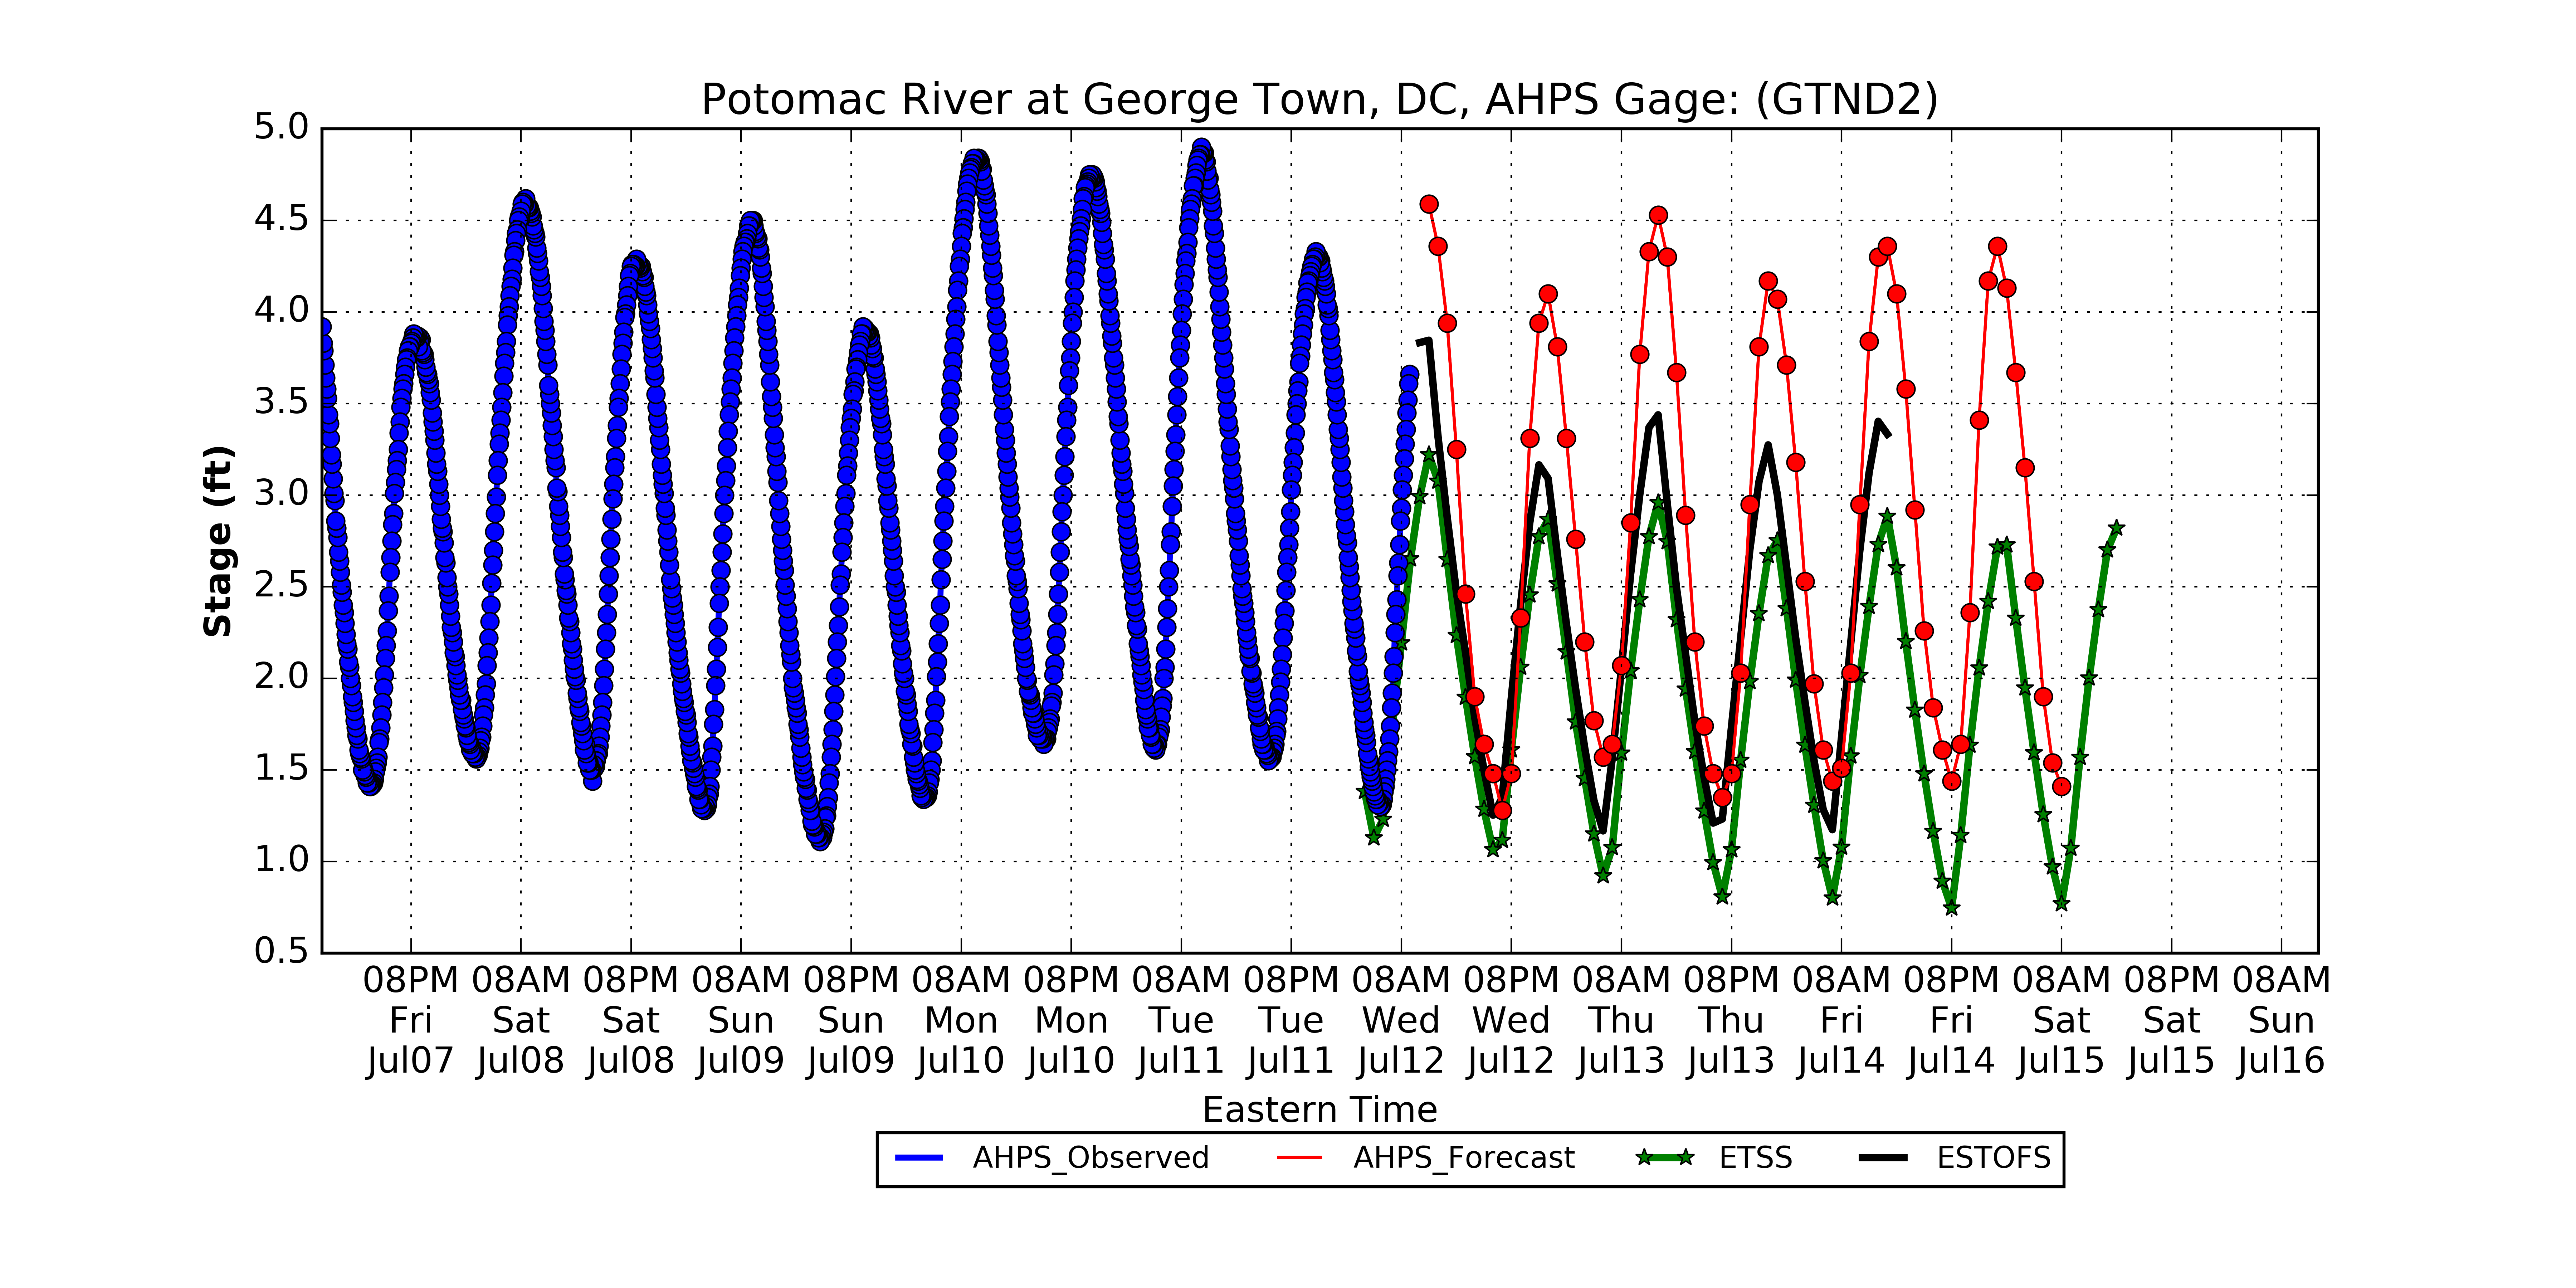 Potomac River at George Town, DC, AHPS Gage: (GTND2)
5.0
4.5
4.0
3.5
3.0
2.5
2.0
1.5
1.0
0.5
Stage (ft)
08PM 08AM 08PM 08AM 08PM 08AM 08PM 08AM 08PM 08AM 08PM 08AM 08PM 08AM 08PM 08AM 08PM 08AM
Fri Sat Sat Sun Sun Mon Mon Tue Tue Wed Wed Thu Thu Fri Fri Sat Sat Sun
Jul07 Jul08 Jul08 Jul09 Jul09 Jul10 Jul10 Jul11 Jul11 Jul12 Jul12 Jul13 Jul13 Jul14 Jul14 Jul15 Jul15 Jul16
Eastern Time
AHPS_Observed AHPS_Forecast ETSS ESTOFS